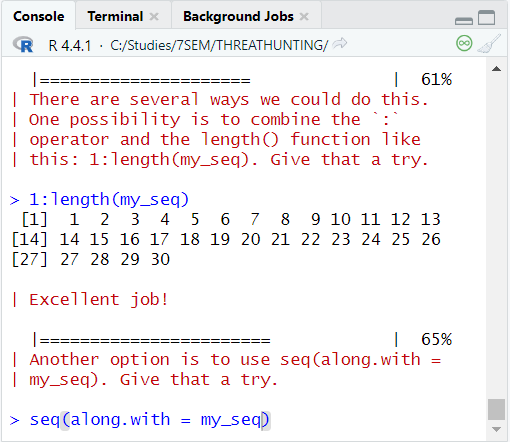 Console Terminal × Background Jobs ×
R R 4.4.1 · C:/Studies/7SEM/THREATHUNTING/
|===================== | 61%
| There are several ways we could do this.
| One possibility is to combine the `:`
| operator and the length() function like
| this: 1:length(my_seq). Give that a try.
> 1:length(my_seq)
[1] 1 2 3 4 5 6 7 8 9 10 11 12 13
[14] 14 15 16 17 18 19 20 21 22 23 24 25 26
[27] 27 28 29 30
| Excellent job!
|======================= | 65%
| Another option is to use seq(along.with =
| my_seq). Give that a try.
> seq(along.with = my_seq)